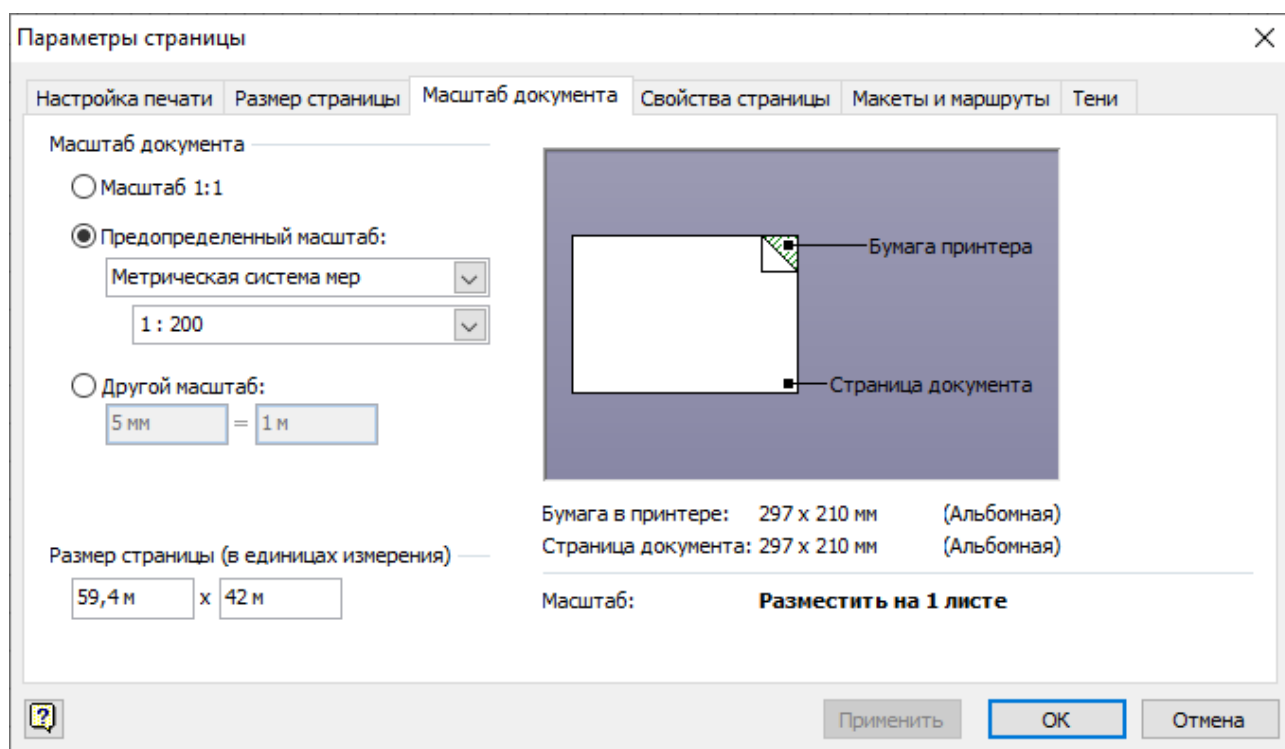 Параметры страницы
Настройка печати Размер страницы Масштаб документа Свойства страницы Макеты и маршруты Тени
Масштаб документа
Масштаб 1:1
Предопределенный масштаб:
Метрическая система мер
1 : 200
Другой масштаб:
5 мм = 1 м
Размер страницы (в единицах измерения)
59,4 м x 42 м
Бумага принтера
Страница документа
Бумага в принтере: 297 x 210 мм (Альбомная)
Страница документа: 297 x 210 мм (Альбомная)
Масштаб: Разместить на 1 листе
Применить ОК Отмена